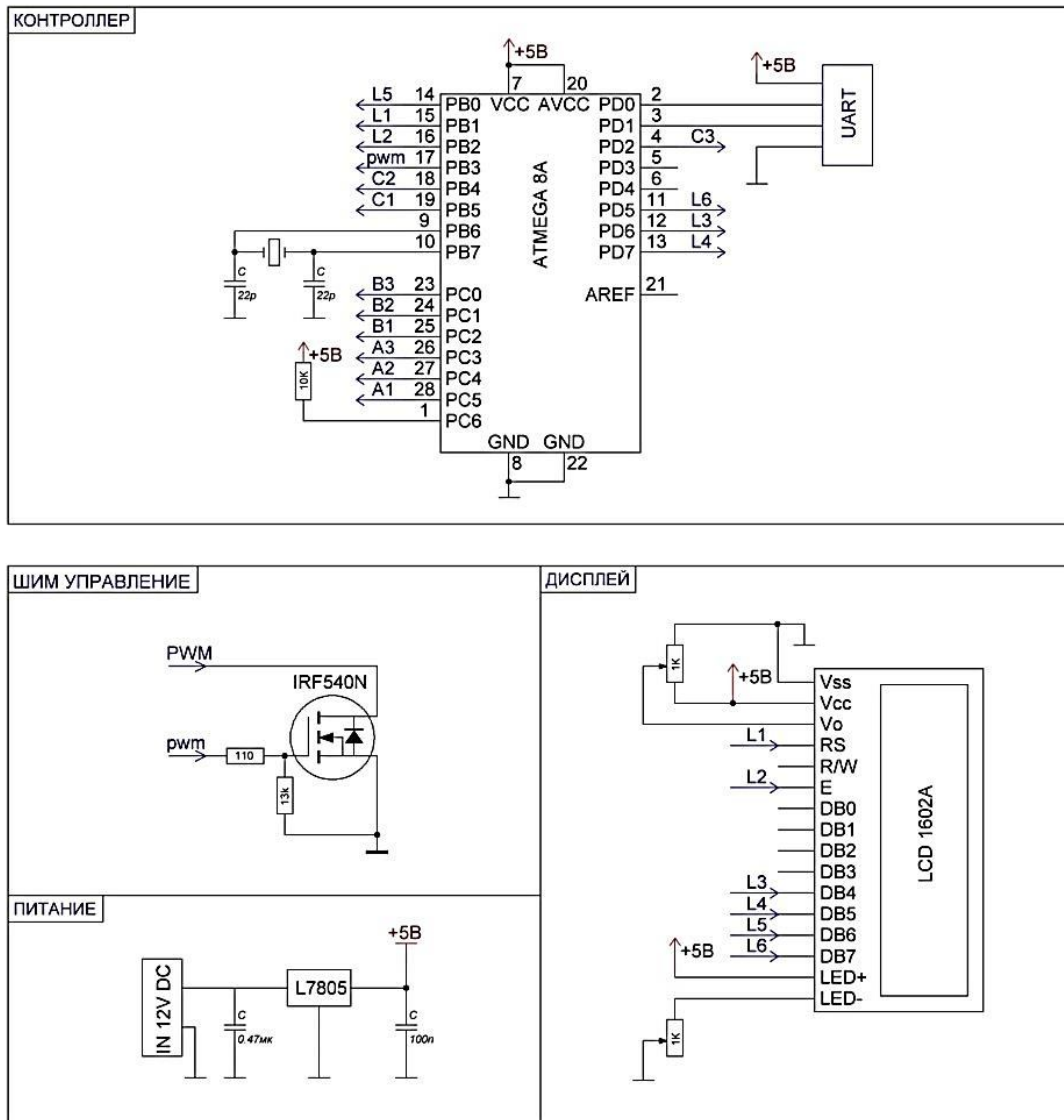 КОНТРОЛЛЕР
+5В
7 20
VCC AVCC
L5 14 PB0
L1 15 PB1
L2 16 PB2
pwm 17 PB3
C2 18 PB4
C1 19 PB5
9 PB6
10 PB7
C
22p
C
22p
B3 23 PC0
B2 24 PC1
B1 25 PC2
A3 26 PC3
A2 27 PC4
A1 28 PC5
1 PC6
+5В
10K
ATMEGA 8A
PD0 2
PD1 3
PD2 4 C3
PD3 5
PD4 6
PD5 11 L6
PD6 12 L3
PD7 13 L4
AREF 21
GND GND
8 22
+5В
UART
ШИМ УПРАВЛЕНИЕ
PWM
IRF540N
pwm
110
13k
ПИТАНИЕ
IN 12V DC
C
0.47мк
L7805
+5В
C
100n
ДИСПЛЕЙ
1K
+5В
Vss
Vcc
Vo
L1 RS
R/W
L2 E
DB0
DB1
DB2
DB3
L3 DB4
L4 DB5
L5 DB6
L6 DB7
+5В
LED+
LED-
1K
LCD 1602A